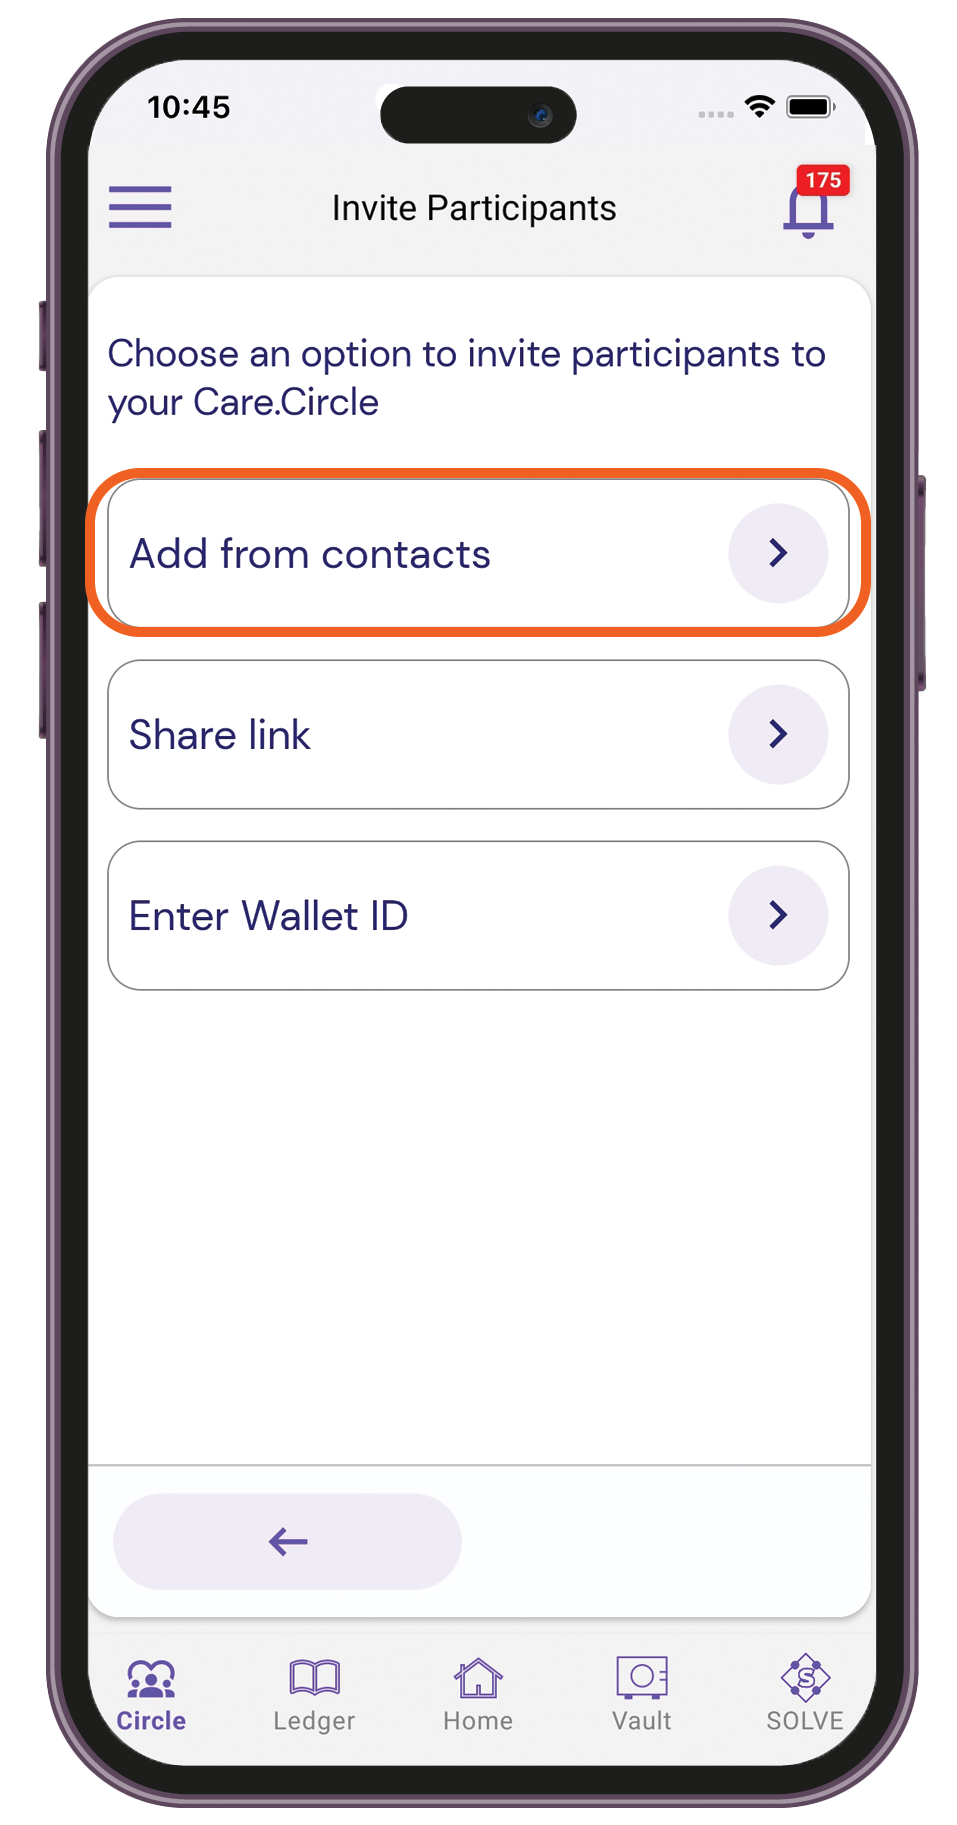 10:45
175
Invite Participants
Choose an option to invite participants to
your Care.Circle
Add from contacts
Share link
Enter Wallet ID
Circle
Ledger
Home
Vault
S
SOLVE